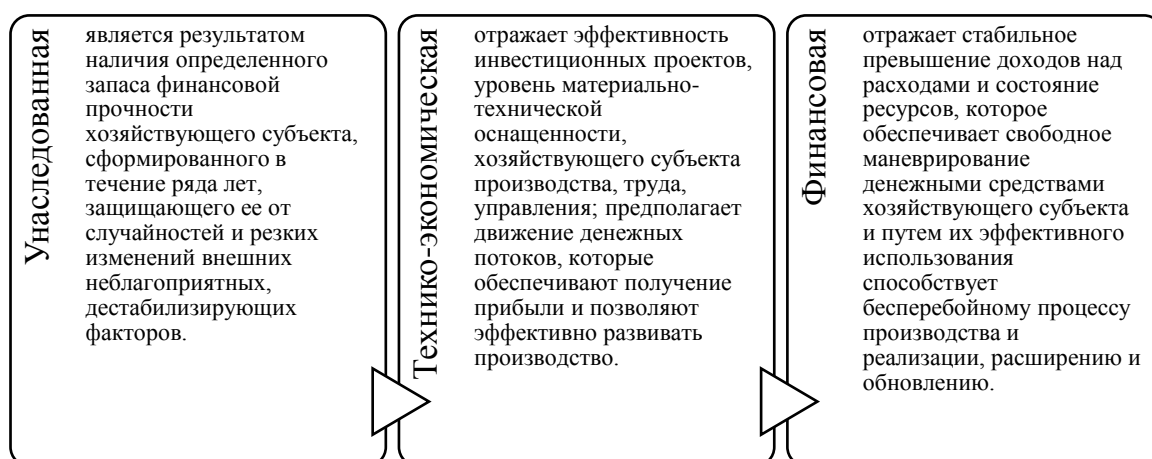 Унаследованная
является результатом
наличия определенного
запаса финансовой
прочности
хозяйствующего субъекта,
сформированного в
течение ряда лет,
защищающего ее от
случайностей и резких
изменений внешних
неблагоприятных,
дестабилизирующих
факторов.
Технико-экономическая
отражает эффективность
инвестиционных проектов,
уровень материально-
технической
оснащенности,
хозяйствующего субъекта
производства, труда,
управления; предполагает
движение денежных
потоков, которые
обеспечивают получение
прибыли и позволяют
эффективно развивать
производство.
Финансовая
отражает стабильное
превышение доходов над
расходами и состояние
ресурсов, которое
обеспечивает свободное
маневрирование
денежными средствами
хозяйствующего субъекта
и путем их эффективного
использования
способствует
бесперебойному процессу
производства и
реализации, расширению и
обновлению.